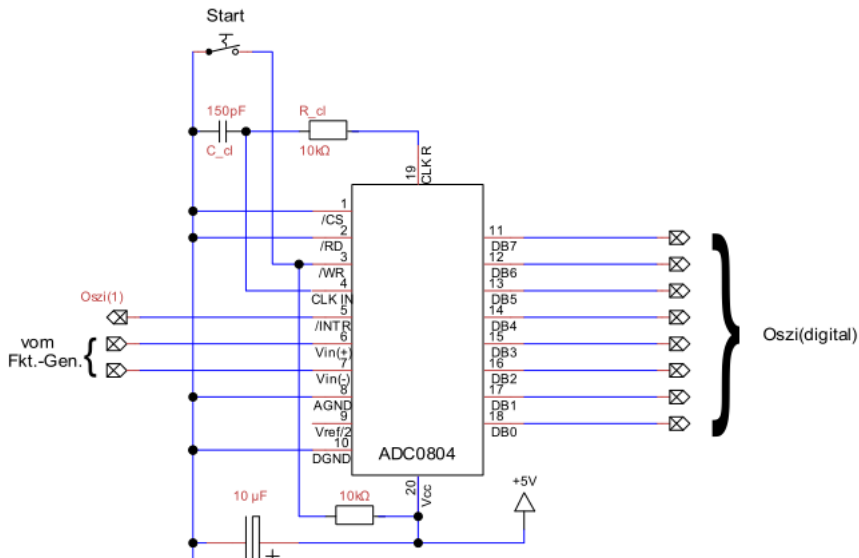 Start
150pF
C_cl
R_cl
10kΩ
19
CLK R
1
/CS
2
/RD
3
/WR
4
CLK IN
5
/INTR
6
Vin(+)
7
Vin(-)
8
AGND
9
Vref/2
10
DGND
Oszi(1)
vom
Fkt.-Gen.
11
DB7
12
DB6
13
DB5
14
DB4
15
DB3
16
DB2
17
DB1
18
DB0
Oszi(digital)
ADC0804
20
Vcc
+5V
10 µF
10kΩ
+